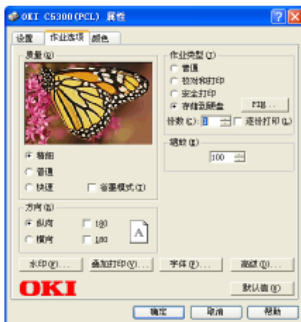 OKI C5300(PCL) 属性
设置 作业选项 颜色
质量(Q)
精细
普通
快速 省墨模式(T)
方向(N)
纵向 180
横向 180
作业类型(J)
普通
校对和打印
安全打印
存储到硬盘 PIN...
份数(C): 1 逐份打印(L)
缩放(K)
100
水印(W)... 叠加打印(V)... 字体(F)... 高级(D)...
OKI
默认值(E)
确定 取消 帮助